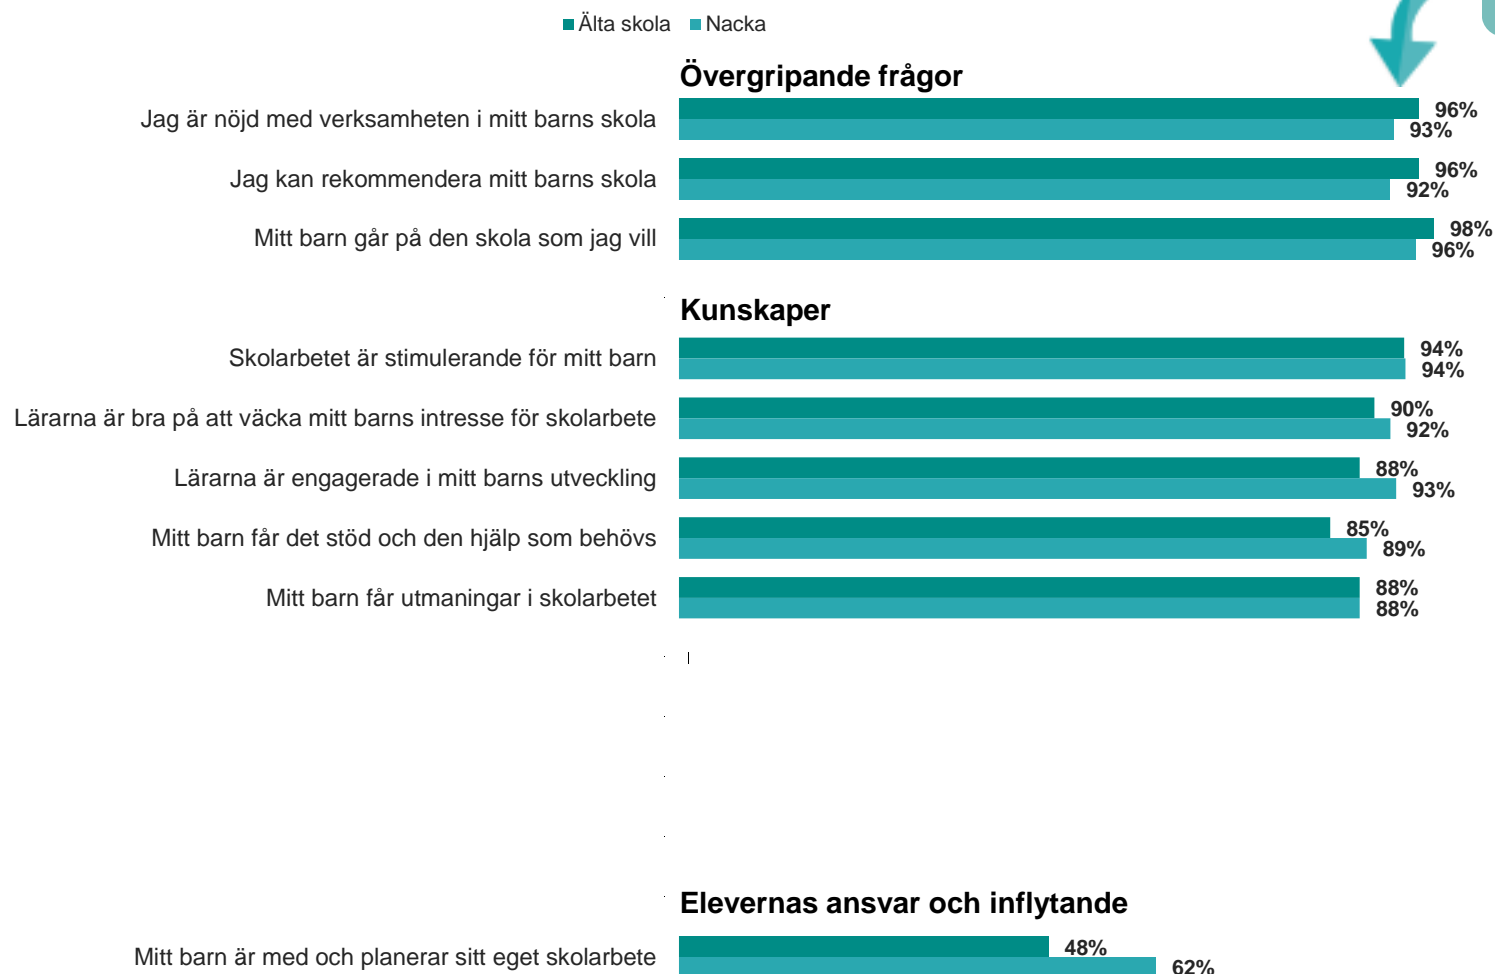 Älta skola Nacka
Övergripande frågor
Jag är nöjd med verksamheten i mitt barns skola 96%
93%
Jag kan rekommendera mitt barns skola 96%
92%
Mitt barn går på den skola som jag vill 98%
96%
Kunskaper
Skolarbetet är stimulerande för mitt barn 94%
94%
Lärarna är bra på att väcka mitt barns intresse för skolarbete 90%
92%
Lärarna är engagerade i mitt barns utveckling 88%
93%
Mitt barn får det stöd och den hjälp som behövs 85%
89%
Mitt barn får utmaningar i skolarbetet 88%
88%
Elevernas ansvar och inflytande
Mitt barn är med och planerar sitt eget skolarbete 48%
62%